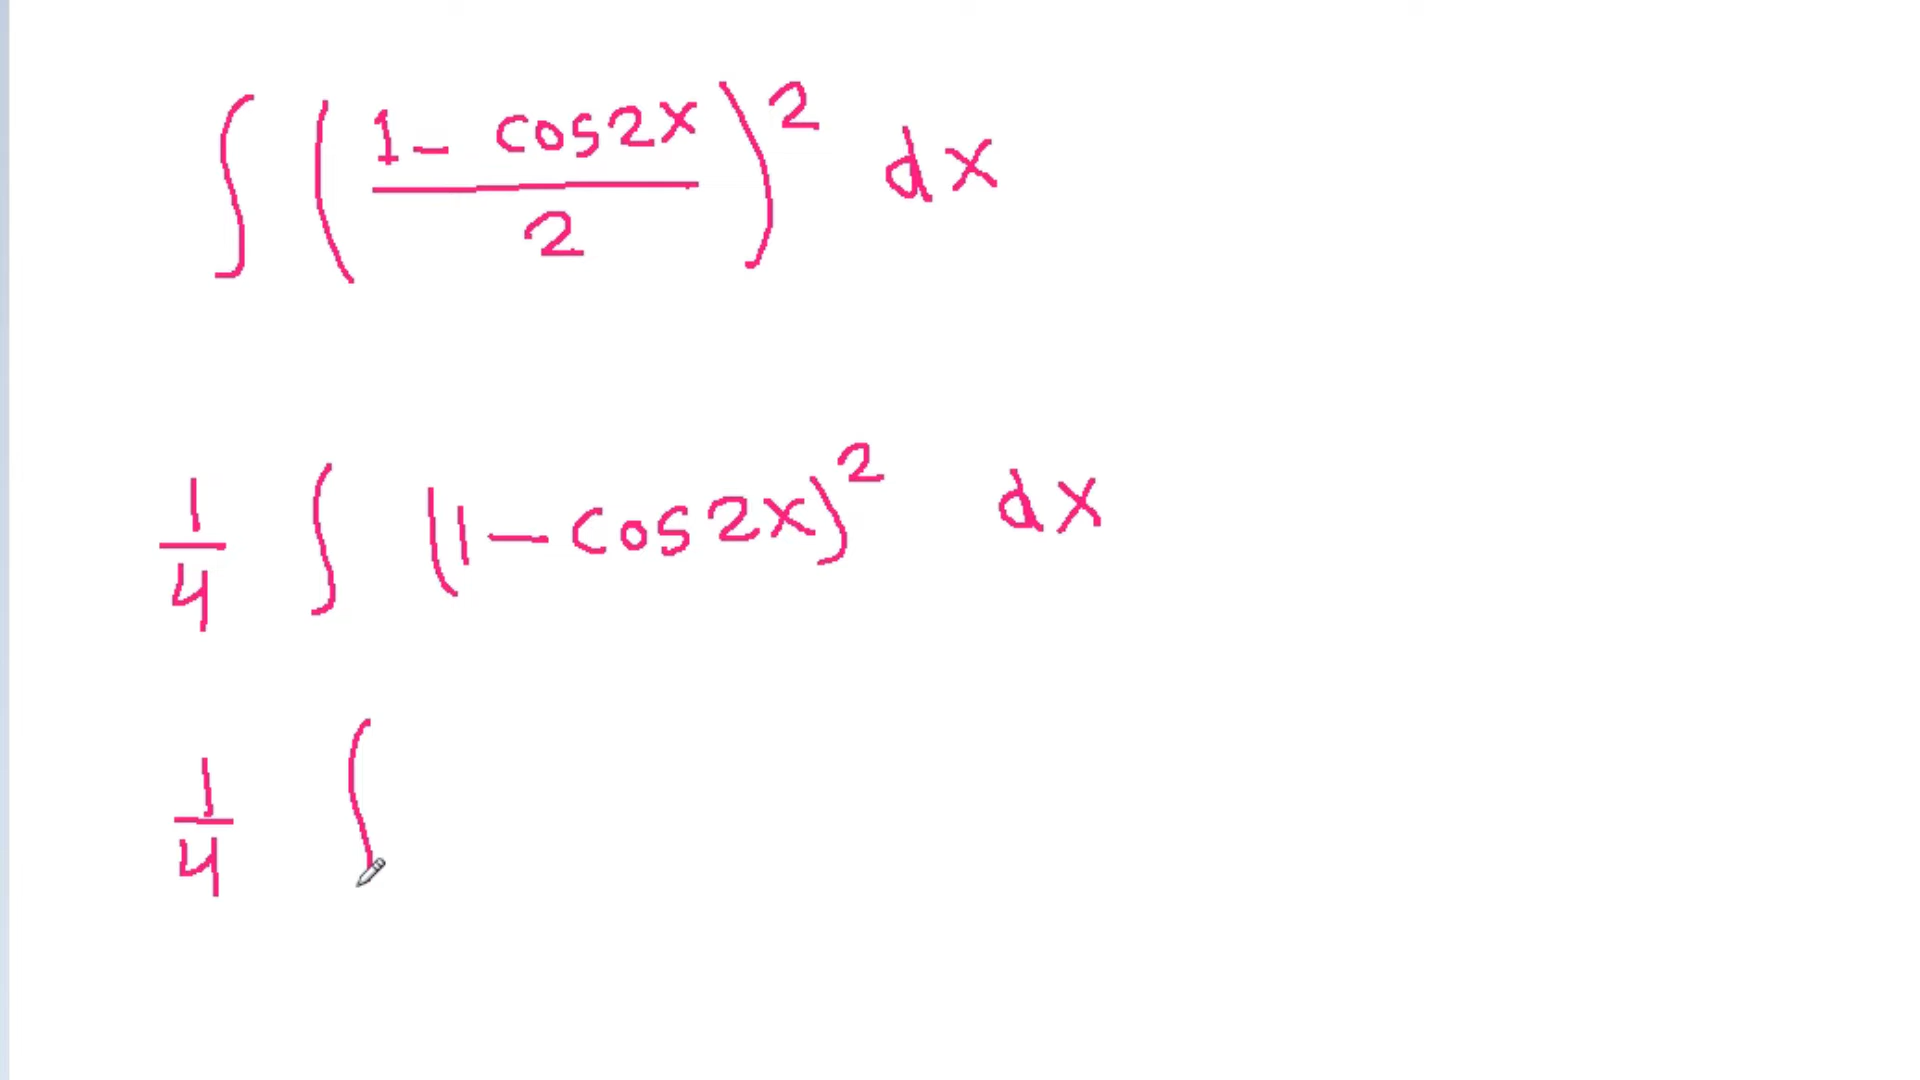 ∫ (1 - cos2x / 2)² dx
1/4 ∫ (1 - cos2x)² dx
1/4 ∫